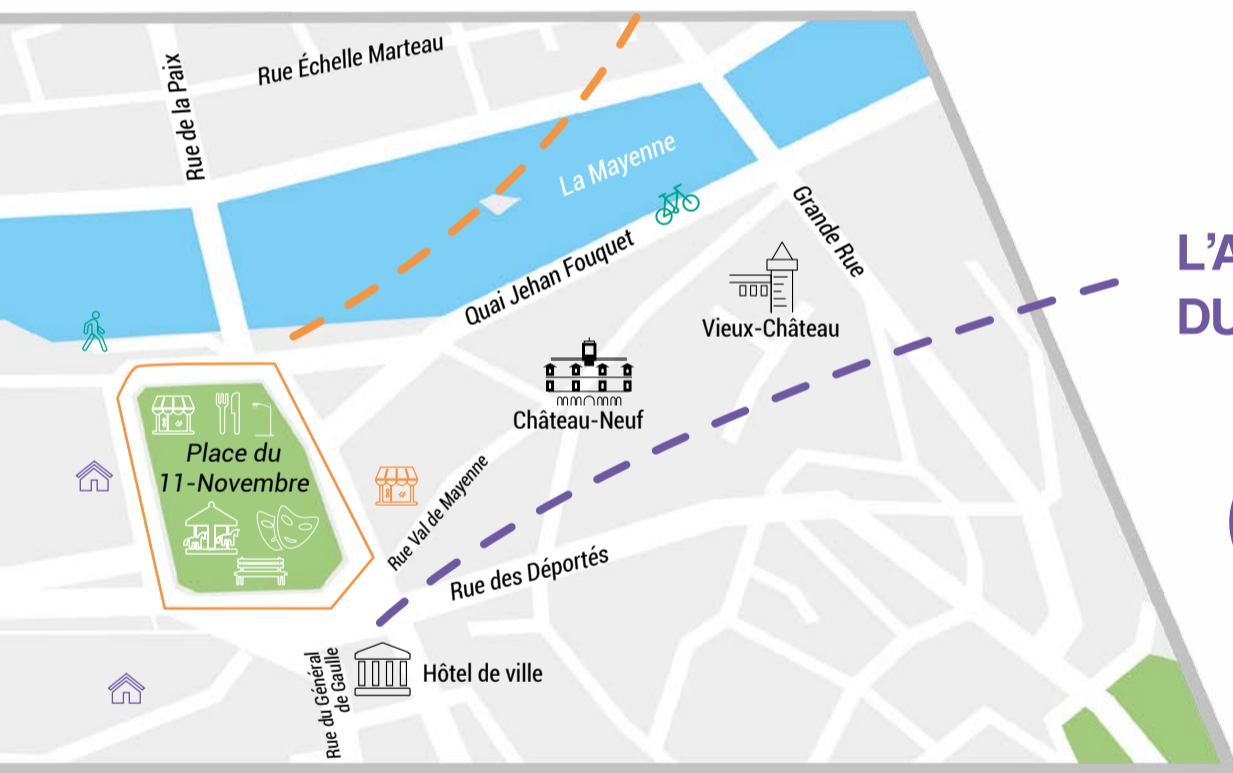 Rue Échelle Marteau
Rue de la Paix
La Mayenne
Grande Rue
Quai Jehan Fouquet
Vieux-Château
L'A
DU
Château-Neuf
Place du
11-Novembre
Rue Val de Mayenne
Rue des Déportés
Hôtel de ville
Rue du Général
de Gaulle